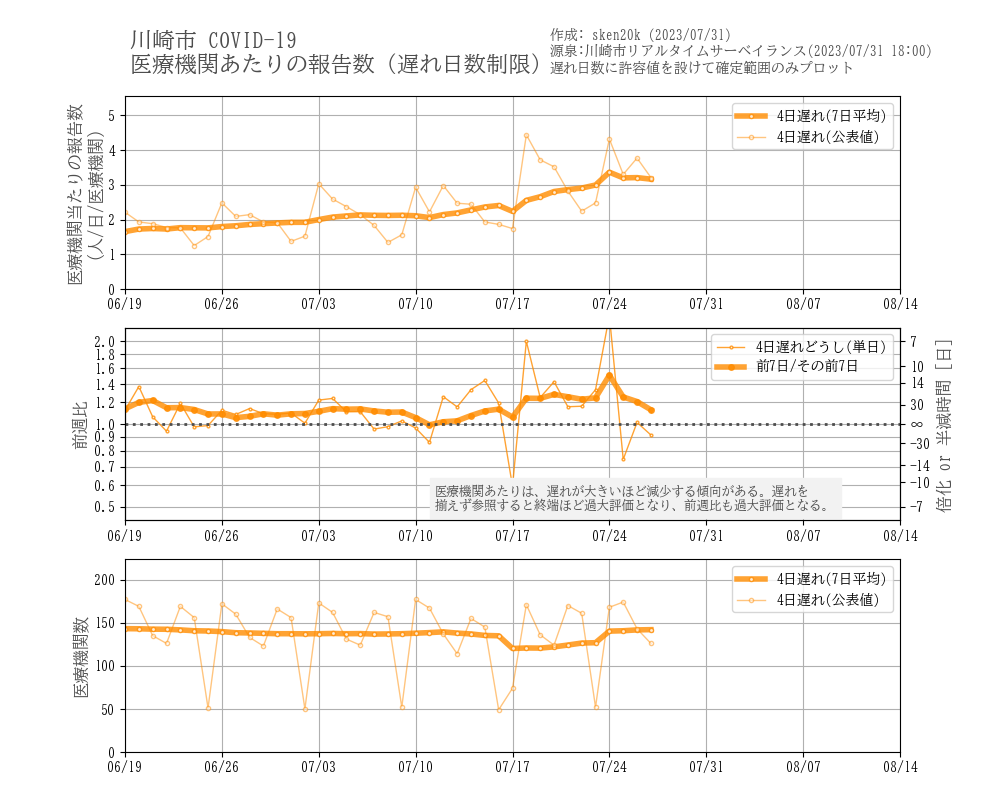 川崎市 COVID-19
医療機関あたりの報告数 (遅れ日数制限)
作成: sken20k (2023/07/31)
源泉:川崎市リアルタイムサーベイランス(2023/07/31 18:00)
遅れ日数に許容値を設けて確定範囲のみプロット
医療機関当たりの報告数
(人/日/医療機関)
5
4
3
2
1
0
4日遅れ(7日平均)
4日遅れ(公表値)
06/19 06/26 07/03 07/10 07/17 07/24 07/31 08/07 08/14
前週比
2.0
1.8
1.6
1.4
1.2
1.0
0.9
0.8
0.7
0.6
0.5
4日遅れどうし(単日)
前7日/その前7日
7
10
14
30
∞
-30
-14
-10
-7
倍化 or 半減時間 [日]
医療機関あたりは、遅れが大きいほど減少する傾向がある。遅れを
揃えず参照すると終端ほど過大評価となり、前週比も過大評価となる。
06/19 06/26 07/03 07/10 07/17 07/24 07/31 08/07 08/14
医療機関数
200
150
100
50
0
4日遅れ(7日平均)
4日遅れ(公表値)
06/19 06/26 07/03 07/10 07/17 07/24 07/31 08/07 08/14